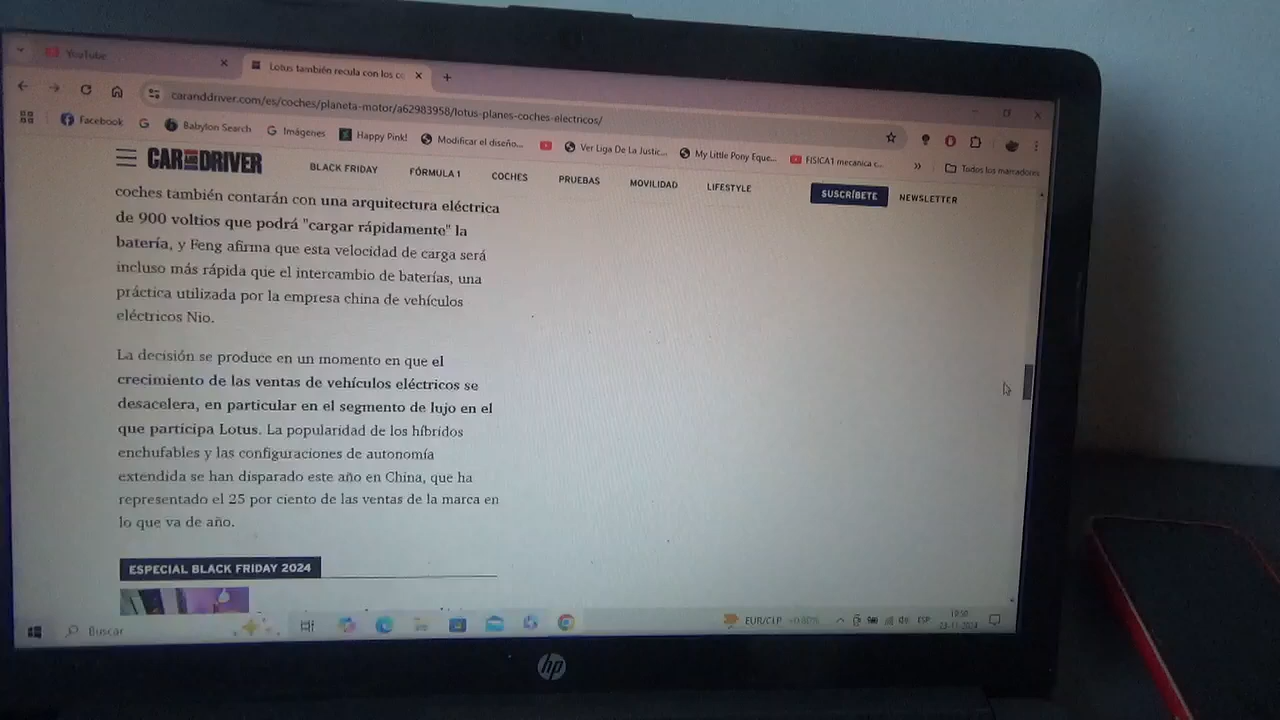 YouTube
Lotus también recula con los co
caranddriver.com/es/coches/planeta-motor/a62983958/lotus-planes-coches-electricos/
Facebook
Babylon Search
Imágenes
Happy Pink!
Modificar el diseño...
Ver Liga De La Justic...
My Little Pony Eque...
FISICA1 mecanica c...
»
Todos los marcadores
CAR AND DRIVER
BLACK FRIDAY
FÓRMULA 1
COCHES
PRUEBAS
MOVILIDAD
LIFESTYLE
SUSCRÍBETE
NEWSLETTER
coches también contarán con una arquitectura eléctrica
de 900 voltios que podrá "cargar rápidamente" la
batería, y Feng afirma que esta velocidad de carga será
incluso más rápida que el intercambio de baterías, una
práctica utilizada por la empresa china de vehículos
eléctricos Nio.
La decisión se produce en un momento en que el
crecimiento de las ventas de vehículos eléctricos se
desacelera, en particular en el segmento de lujo en el
que participa Lotus. La popularidad de los híbridos
enchufables y las configuraciones de autonomía
extendida se han disparado este año en China, que ha
representado el 25 por ciento de las ventas de la marca en
lo que va de año.
ESPECIAL BLACK FRIDAY 2024
Buscar
EUR/CLP
ESP
23-11-2024
hp